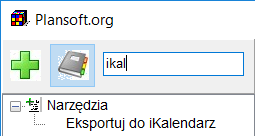 Plansoft.org
ikal
Narzędzia
Eksportuj do iKalendarz